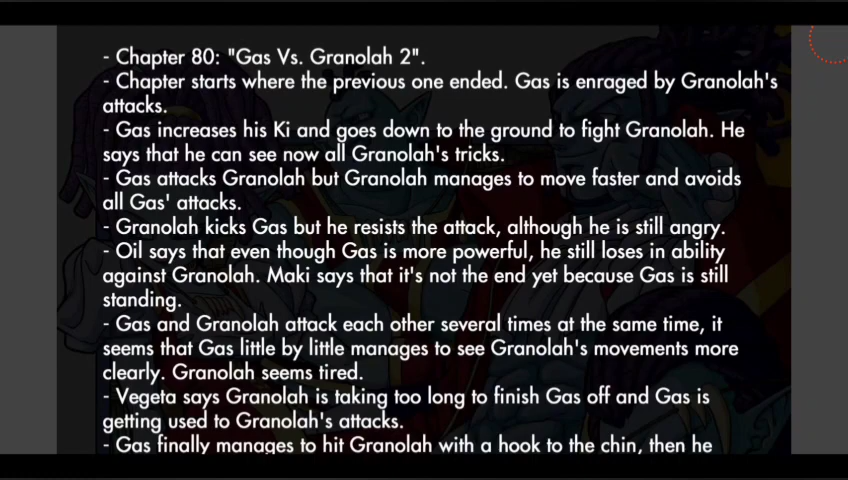 - Chapter 80: "Gas Vs. Granolah 2".
- Chapter starts where the previous one ended. Gas is enraged by Granolah's
attacks.
- Gas increases his Ki and goes down to the ground to fight Granolah. He
says that he can see now all Granolah's tricks.
- Gas attacks Granolah but Granolah manages to move faster and avoids
all Gas' attacks.
- Granolah kicks Gas but he resists the attack, although he is still angry.
- Oil says that even though Gas is more powerful, he still loses in ability
against Granolah. Maki says that it's not the end yet because Gas is still
standing.
- Gas and Granolah attack each other several times at the same time, it
seems that Gas little by little manages to see Granolah's movements more
clearly. Granolah seems tired.
- Vegeta says Granolah is taking too long to finish Gas off and Gas is
getting used to Granolah's attacks.
- Gas finally manages to hit Granolah with a hook to the chin, then he